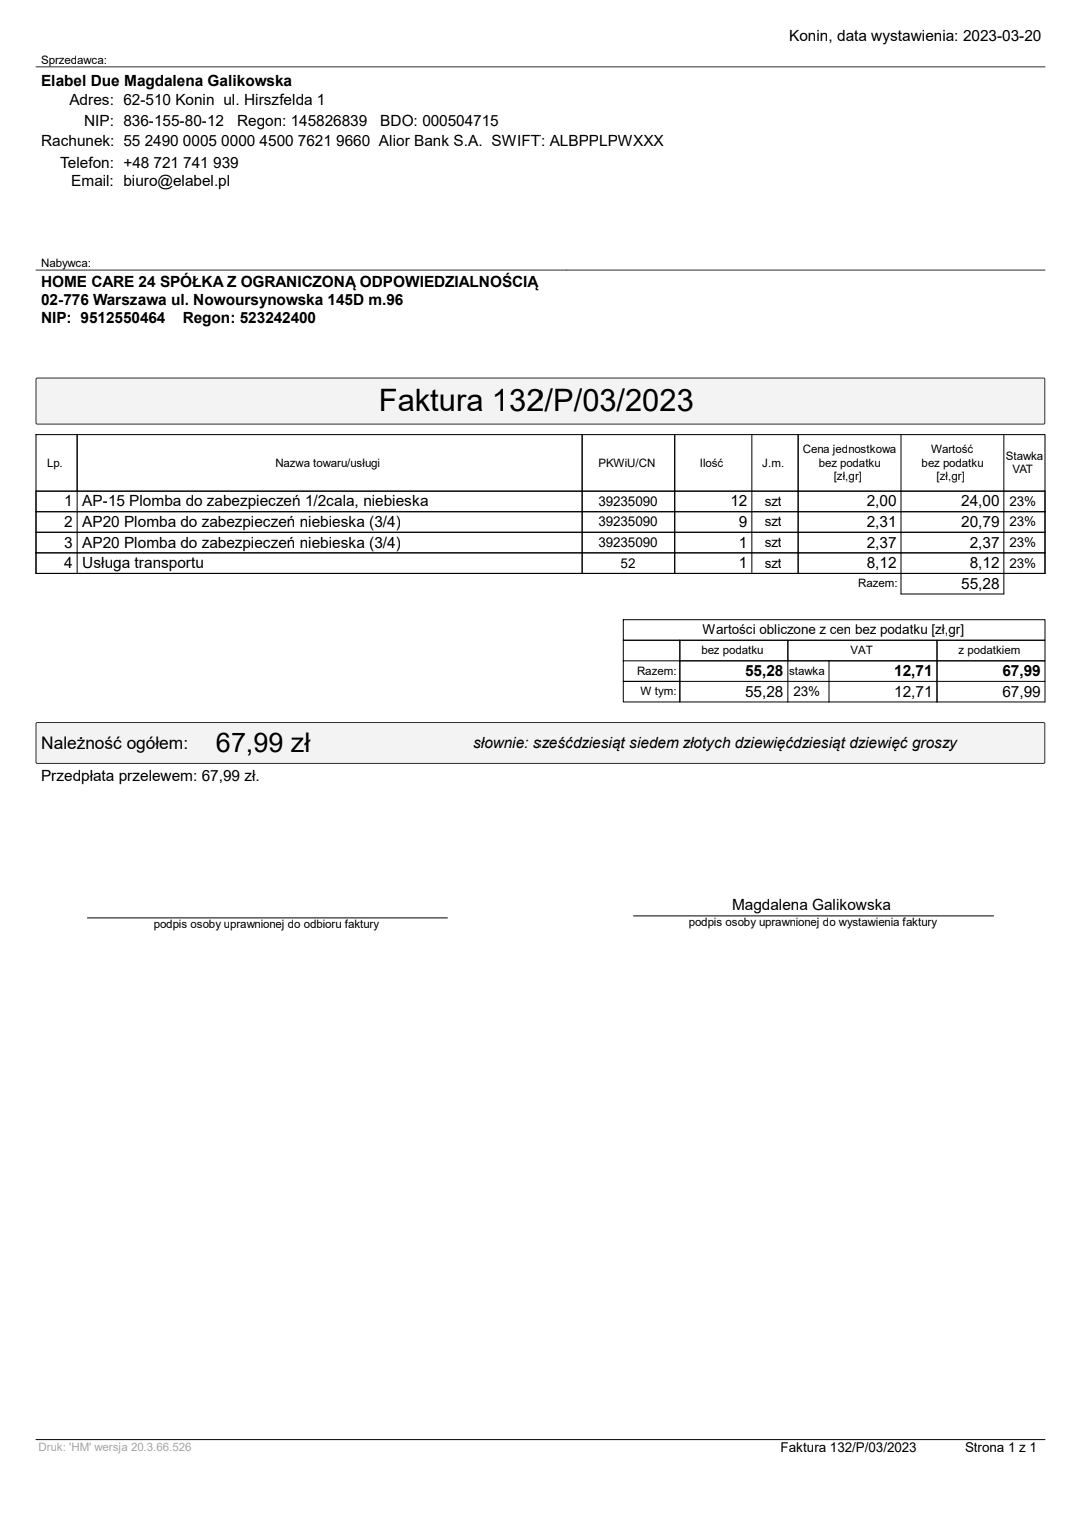 Konin, data wystawienia: 2023-03-20
Sprzedawca:
Elabel Due Magdalena Galikowska
Adres: 62-510 Konin ul. Hirszfelda 1
NIP: 836-155-80-12 Regon: 145826839 BDO: 000504715
Rachunek: 55 2490 0005 0000 4500 7621 9660 Alior Bank S.A. SWIFT: ALBPPLPWXXX
Telefon: +48 721 741 939
Email: biuro@elabel.pl
Nabywca:
HOME CARE 24 SPÓŁKA Z OGRANICZONĄ ODPOWIEDZIALNOŚCIĄ
02-776 Warszawa ul. Nowoursynowska 145D m.96
NIP: 9512550464 Regon: 523242400
Faktura 132/P/03/2023
Lp. Nazwa towaru/usługi PKWiU/CN Ilość J.m. Cena jednostkowa bez podatku [zł,gr] Wartość bez podatku [zł,gr] Stawka VAT
1 AP-15 Plomba do zabezpieczeń 1/2cala, niebieska 39235090 12 szt 2,00 24,00 23%
2 AP20 Plomba do zabezpieczeń niebieska (3/4) 39235090 9 szt 2,31 20,79 23%
3 AP20 Plomba do zabezpieczeń niebieska (3/4) 39235090 1 szt 2,37 2,37 23%
4 Usługa transportu 52 1 szt 8,12 8,12 23%
Razem: 55,28
Wartości obliczone z cen bez podatku [zł,gr]
bez podatku VAT z podatkiem
Razem: 55,28 stawka 12,71 67,99
W tym: 55,28 23% 12,71 67,99
Należność ogółem: 67,99 zł słownie: sześćdziesiąt siedem złotych dziewięćdziesiąt dziewięć groszy
Przedpłata przelewem: 67,99 zł.
Magdalena Galikowska
podpis osoby uprawnionej do odbioru faktury podpis osoby uprawnionej do wystawienia faktury
Druk: 'HM' wersja 20.3.66.526 Faktura 132/P/03/2023 Strona 1 z 1